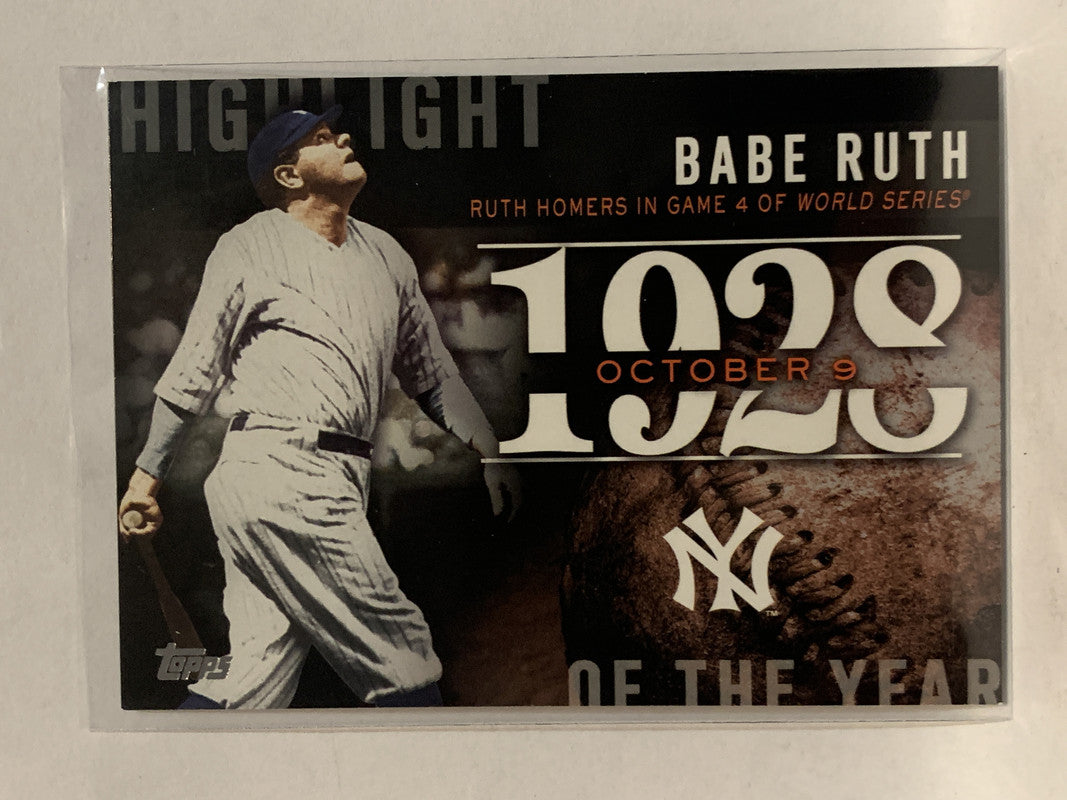 HIGHLIGHT
BABE RUTH
RUTH HOMERS IN GAME 4 OF WORLD SERIES®
1928
OCTOBER 9
NY
TM
topps
OF THE YEAR